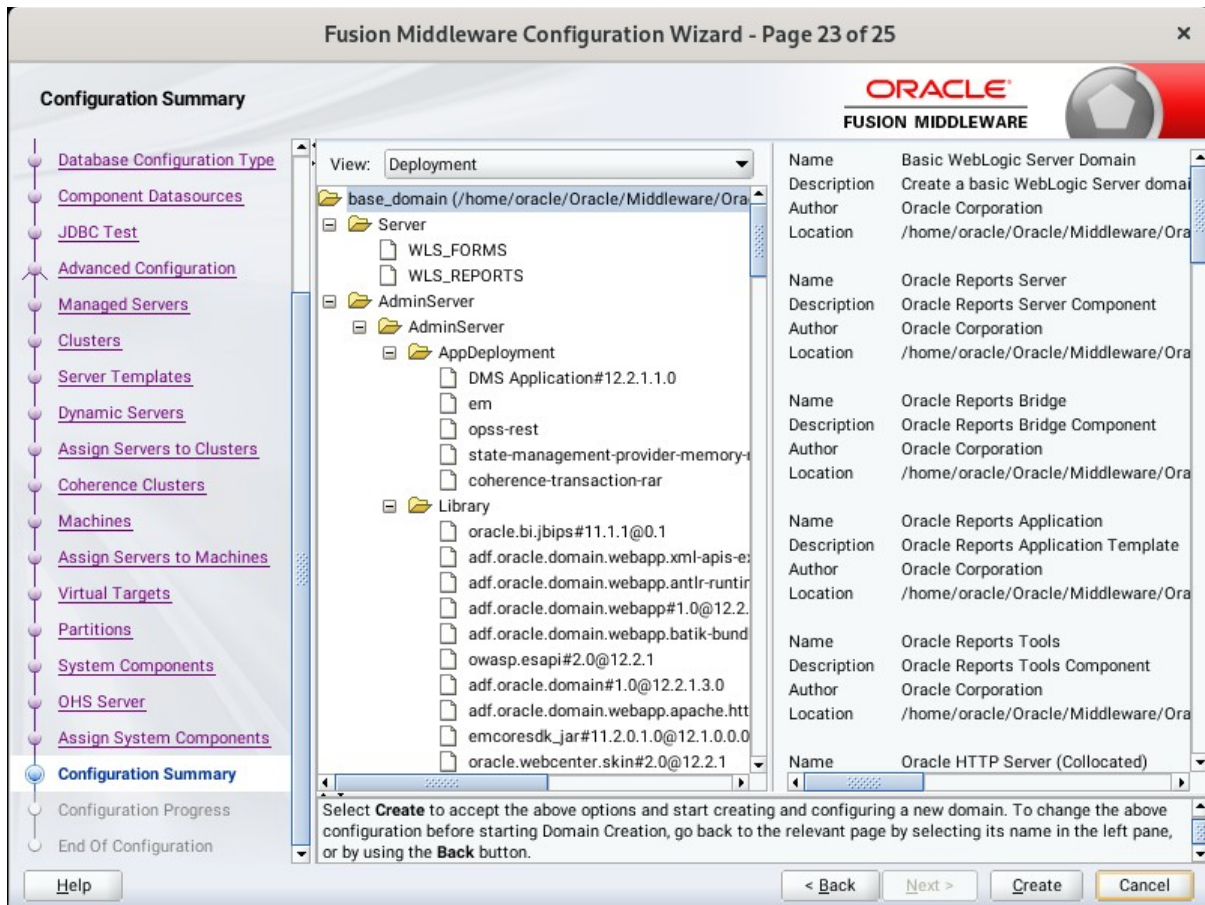 Fusion Middleware Configuration Wizard - Page 23 of 25
Configuration Summary
ORACLE
FUSION MIDDLEWARE
Database Configuration Type
Component Datasources
JDBC Test
Advanced Configuration
Managed Servers
Clusters
Server Templates
Dynamic Servers
Assign Servers to Clusters
Coherence Clusters
Machines
Assign Servers to Machines
Virtual Targets
Partitions
System Components
OHS Server
Assign System Components
Configuration Summary
Configuration Progress
End Of Configuration
View: Deployment
base_domain (/home/oracle/Oracle/Middleware/Ora
Server
WLS_FORMS
WLS_REPORTS
AdminServer
AdminServer
AppDeployment
DMS Application#12.2.1.1.0
em
opss-rest
state-management-provider-memory-
coherence-transaction-rar
Library
oracle.bi.jbips#11.1.1@0.1
adf.oracle.domain.webapp.xml-apis-e
adf.oracle.domain.webapp.antlr-runtin
adf.oracle.domain.webapp#1.0@12.2.
adf.oracle.domain.webapp.batik-bund
owasp.esapi#2.0@12.2.1
adf.oracle.domain#1.0@12.2.1.3.0
adf.oracle.domain.webapp.apache.htt
emcoresdk_jar#11.2.0.1.0@12.1.0.0.0
oracle.webcenter.skin#2.0@12.2.1
Name Basic WebLogic Server Domain
Description Create a basic WebLogic Server domai
Author Oracle Corporation
Location /home/oracle/Oracle/Middleware/Ora
Name Oracle Reports Server
Description Oracle Reports Server Component
Author Oracle Corporation
Location /home/oracle/Oracle/Middleware/Ora
Name Oracle Reports Bridge
Description Oracle Reports Bridge Component
Author Oracle Corporation
Location /home/oracle/Oracle/Middleware/Ora
Name Oracle Reports Application
Description Oracle Reports Application Template
Author Oracle Corporation
Location /home/oracle/Oracle/Middleware/Ora
Name Oracle Reports Tools
Description Oracle Reports Tools Component
Author Oracle Corporation
Location /home/oracle/Oracle/Middleware/Ora
Name Oracle HTTP Server (Collocated)
Select Create to accept the above options and start creating and configuring a new domain. To change the above
configuration before starting Domain Creation, go back to the relevant page by selecting its name in the left pane,
or by using the Back button.
Help
< Back
Next >
Create
Cancel